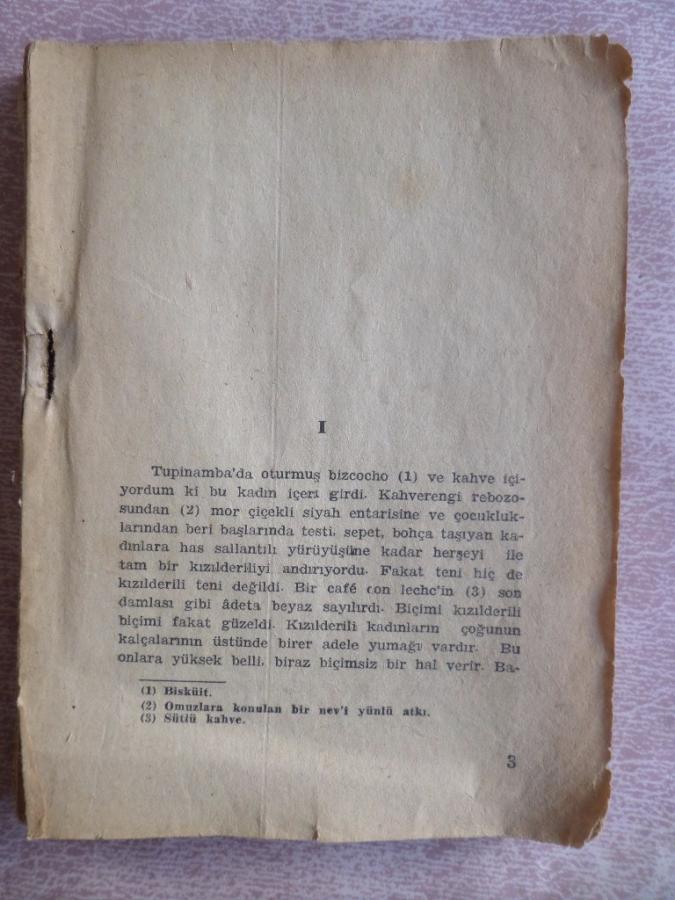 I
Tupinamba'da oturmuş bizcocho (1) ve kahve içi-
yordum ki bu kadın içeri girdi. Kahverengi rebozo-
sundan (2) mor çiçekli siyah entarisine ve çocukluk-
larından beri başlarında testi, sepet, bohça taşıyan ka-
dınlara has sallantılı yürüyüşüne kadar herşeyi ile
tam bir kızılderiliyi andırıyordu. Fakat teni hiç de
kızılderili teni değildi. Bir café con leche'in (3) son
damlası gibi âdeta beyaz sayılırdı. Biçimi kızılderili
biçimi fakat güzeldi. Kızılderili kadınların çoğunun
kalçalarının üstünde birer adele yumağı vardır. Bu
onlara yüksek belli, biraz biçimsiz bir hal verir. Ba-
(1) Bisküit.
(2) Omuzlara konulan bir nev'i yünlü atkı.
(3) Sütlü kahve.
3